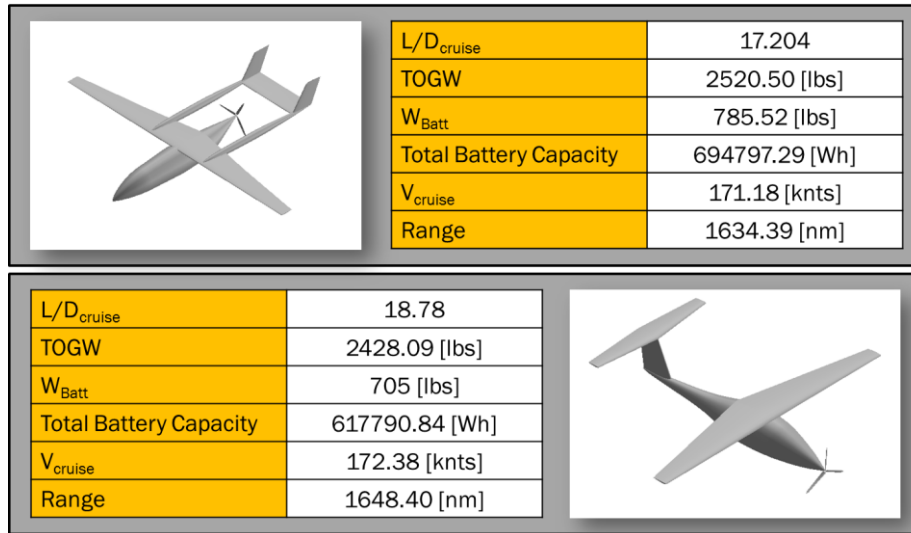 L/Dcruise 17.204
TOGW 2520.50 [lbs]
WBatt 785.52 [lbs]
Total Battery Capacity 694797.29 [Wh]
Vcruise 171.18 [knts]
Range 1634.39 [nm]
L/Dcruise 18.78
TOGW 2428.09 [lbs]
WBatt 705 [lbs]
Total Battery Capacity 617790.84 [Wh]
Vcruise 172.38 [knts]
Range 1648.40 [nm]